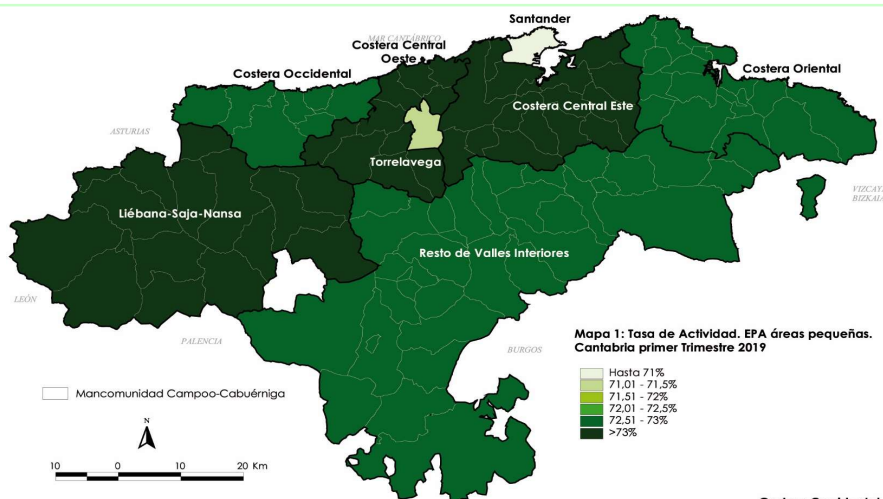 Santander
MAR CANTÁBRICO
Costera Central
Oeste
Costera Occidental
Costera Oriental
Costera Central Este
ASTURIAS
Torrelavega
VIZCAYA
BIZKAIA
Liébana-Saja-Nansa
Resto de Valles Interiores
LEÓN
PALENCIA
BURGOS
Mapa 1: Tasa de Actividad. EPA áreas pequeñas.
Cantabria primer Trimestre 2019
Hasta 71%
71,01 - 71,5%
71,51 - 72%
72,01 - 72,5%
72,51 - 73%
>73%
Mancomunidad Campoo-Cabuérniga
N
10 0 10 20 Km